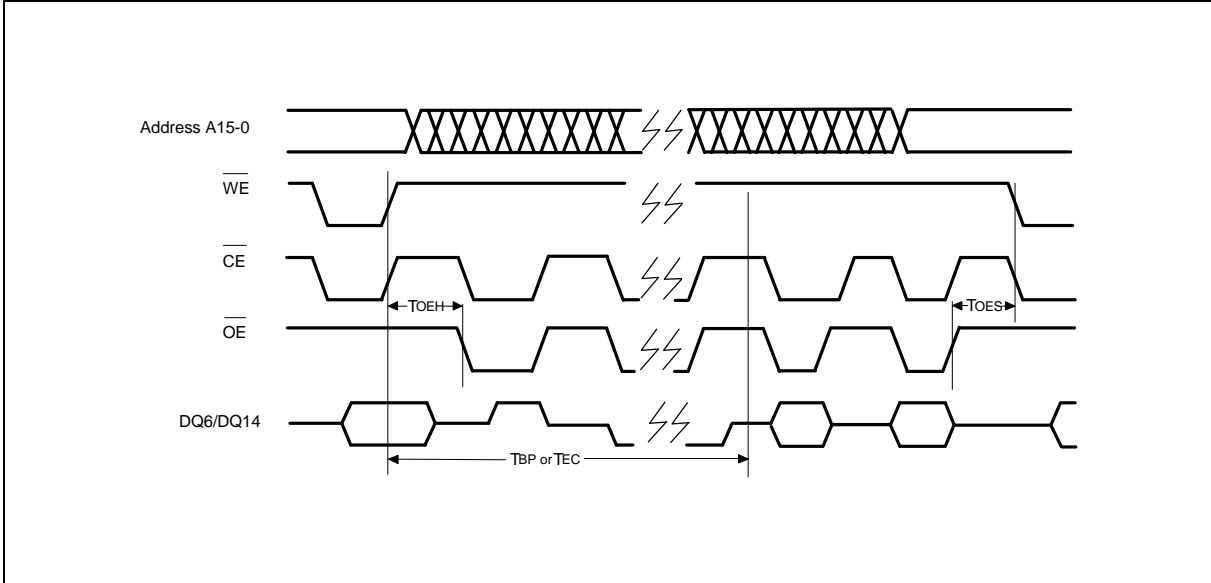 Address A15-0
WE
CE
TOEH
TOES
OE
DQ6/DQ14
TBP or TEC